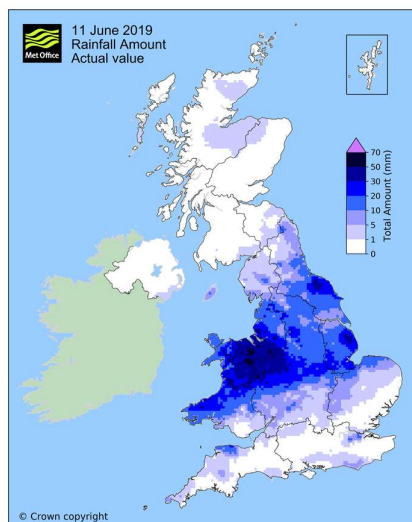 Met Office
11 June 2019
Rainfall Amount
Actual value
70
50
30
20
10
5
1
0
Total Amount (mm)
© Crown copyright